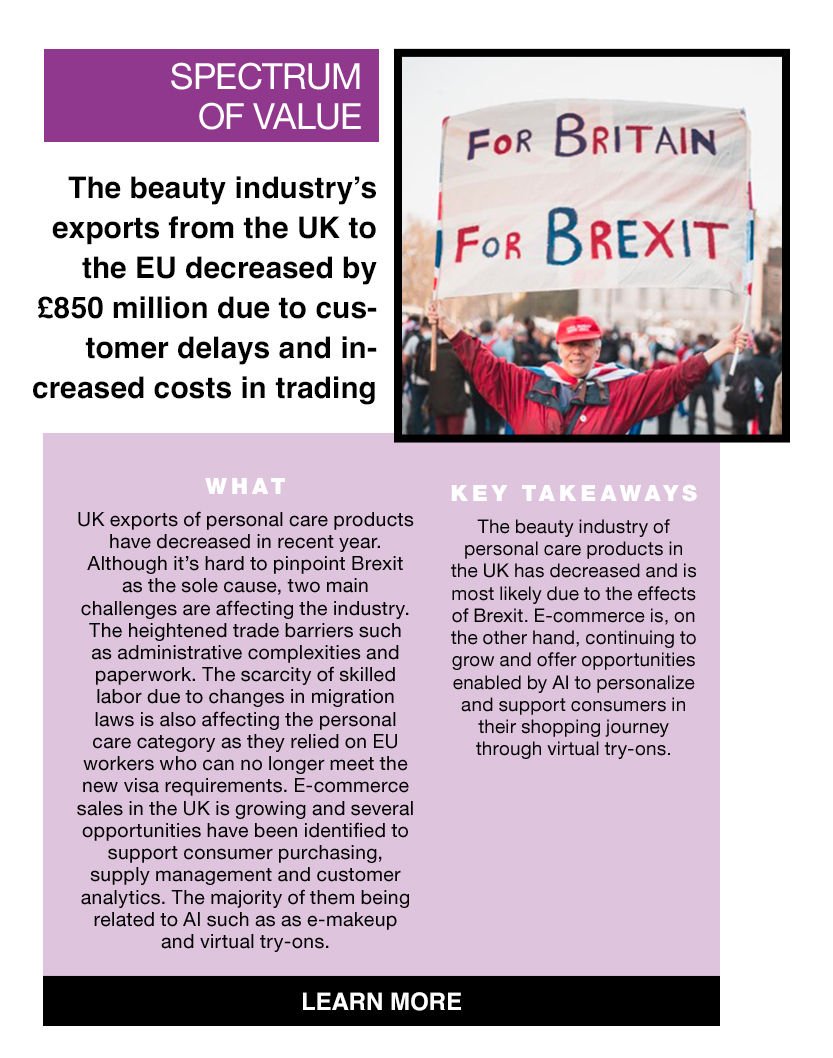 SPECTRUM
OF VALUE
The beauty industry’s
exports from the UK to
the EU decreased by
£850 million due to cus-
tomer delays and in-
creased costs in trading
FOR BRITAIN
FOR BREXIT
WHAT
UK exports of personal care products
have decreased in recent year.
Although it’s hard to pinpoint Brexit
as the sole cause, two main
challenges are affecting the industry.
The heightened trade barriers such
as administrative complexities and
paperwork. The scarcity of skilled
labor due to changes in migration
laws is also affecting the personal
care category as they relied on EU
workers who can no longer meet the
new visa requirements. E-commerce
sales in the UK is growing and several
opportunities have been identified to
support consumer purchasing,
supply management and customer
analytics. The majority of them being
related to AI such as as e-makeup
and virtual try-ons.
KEY TAKEAWAYS
The beauty industry of
personal care products in
the UK has decreased and is
most likely due to the effects
of Brexit. E-commerce is, on
the other hand, continuing to
grow and offer opportunities
enabled by AI to personalize
and support consumers in
their shopping journey
through virtual try-ons.
LEARN MORE